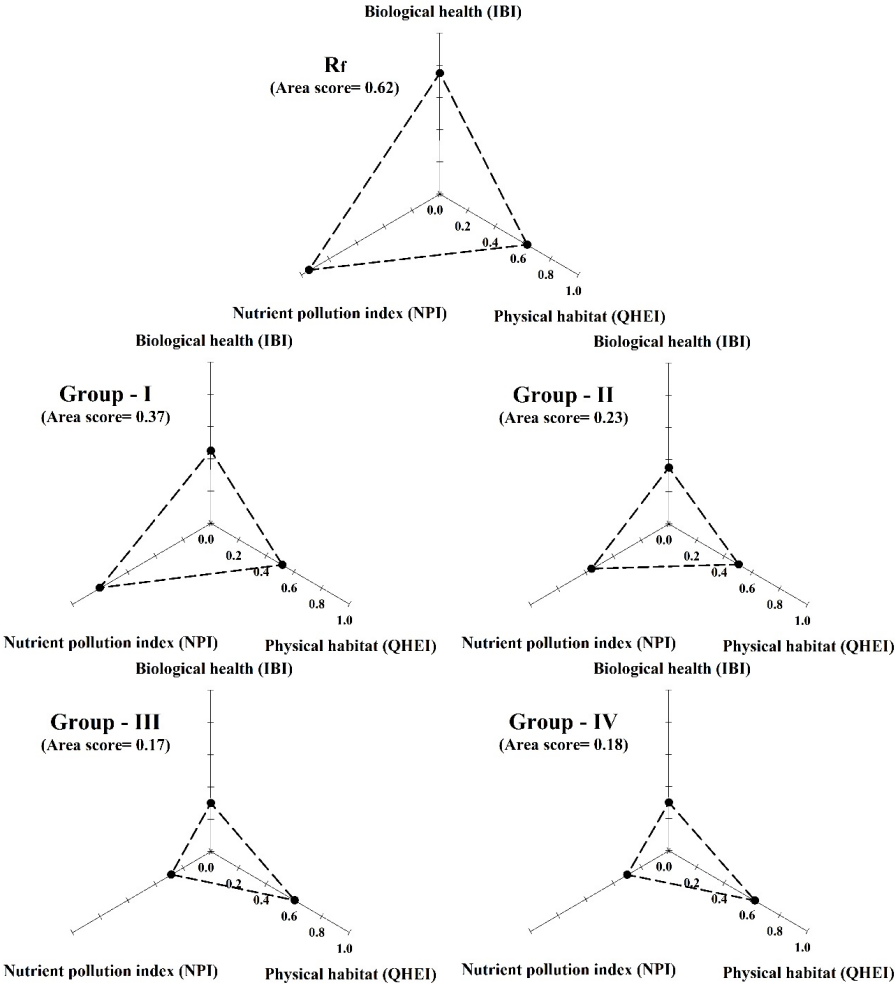 Biological health (IBI)
Rf
(Area score= 0.62)
0.0
0.2
0.4
0.6
0.8
1.0
Nutrient pollution index (NPI)
Physical habitat (QHEI)
Biological health (IBI)
Group - I
(Area score= 0.37)
0.0
0.2
0.4
0.6
0.8
1.0
Nutrient pollution index (NPI)
Physical habitat (QHEI)
Biological health (IBI)
Group - II
(Area score= 0.23)
0.0
0.2
0.4
0.6
0.8
1.0
Nutrient pollution index (NPI)
Physical habitat (QHEI)
Biological health (IBI)
Group - III
(Area score= 0.17)
0.0
0.2
0.4
0.6
0.8
1.0
Nutrient pollution index (NPI)
Physical habitat (QHEI)
Biological health (IBI)
Group - IV
(Area score= 0.18)
0.0
0.2
0.4
0.6
0.8
1.0
Nutrient pollution index (NPI)
Physical habitat (QHEI)